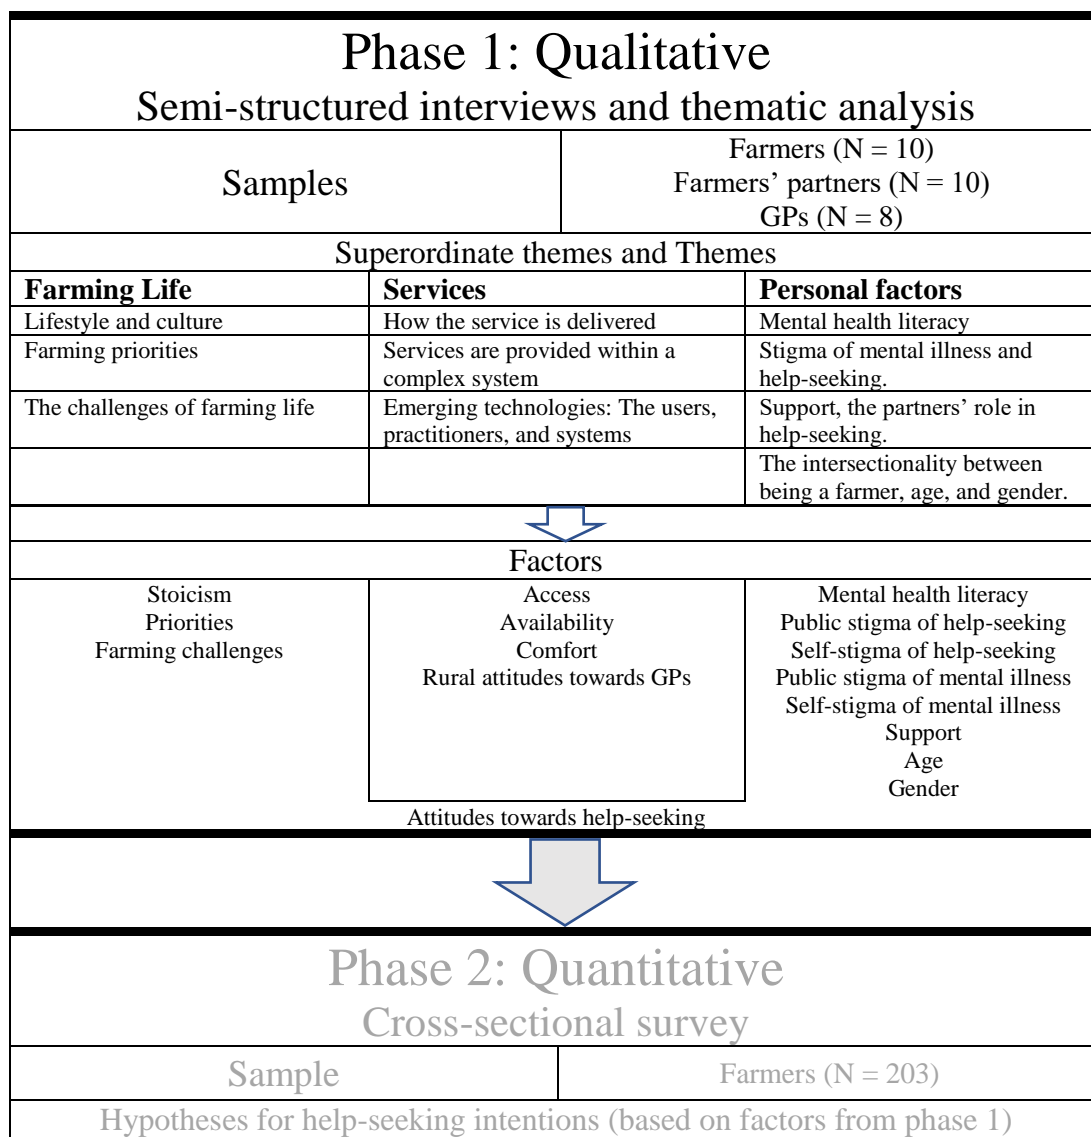 Phase 1: Qualitative
Semi-structured interviews and thematic analysis
Samples
Farmers (N = 10)
Farmers' partners (N = 10)
GPs (N = 8)
Superordinate themes and Themes
Farming Life
Services
Personal factors
Lifestyle and culture
How the service is delivered
Mental health literacy
Farming priorities
Services are provided within a
complex system
Stigma of mental illness and
help-seeking.
The challenges of farming life
Emerging technologies: The users,
practitioners, and systems
Support, the partners' role in
help-seeking.
The intersectionality between
being a farmer, age, and gender.
Factors
Stoicism
Priorities
Farming challenges
Access
Availability
Comfort
Rural attitudes towards GPs
Mental health literacy
Public stigma of help-seeking
Self-stigma of help-seeking
Public stigma of mental illness
Self-stigma of mental illness
Support
Age
Gender
Attitudes towards help-seeking
Phase 2: Quantitative
Cross-sectional survey
Sample
Farmers (N = 203)
Hypotheses for help-seeking intentions (based on factors from phase 1)